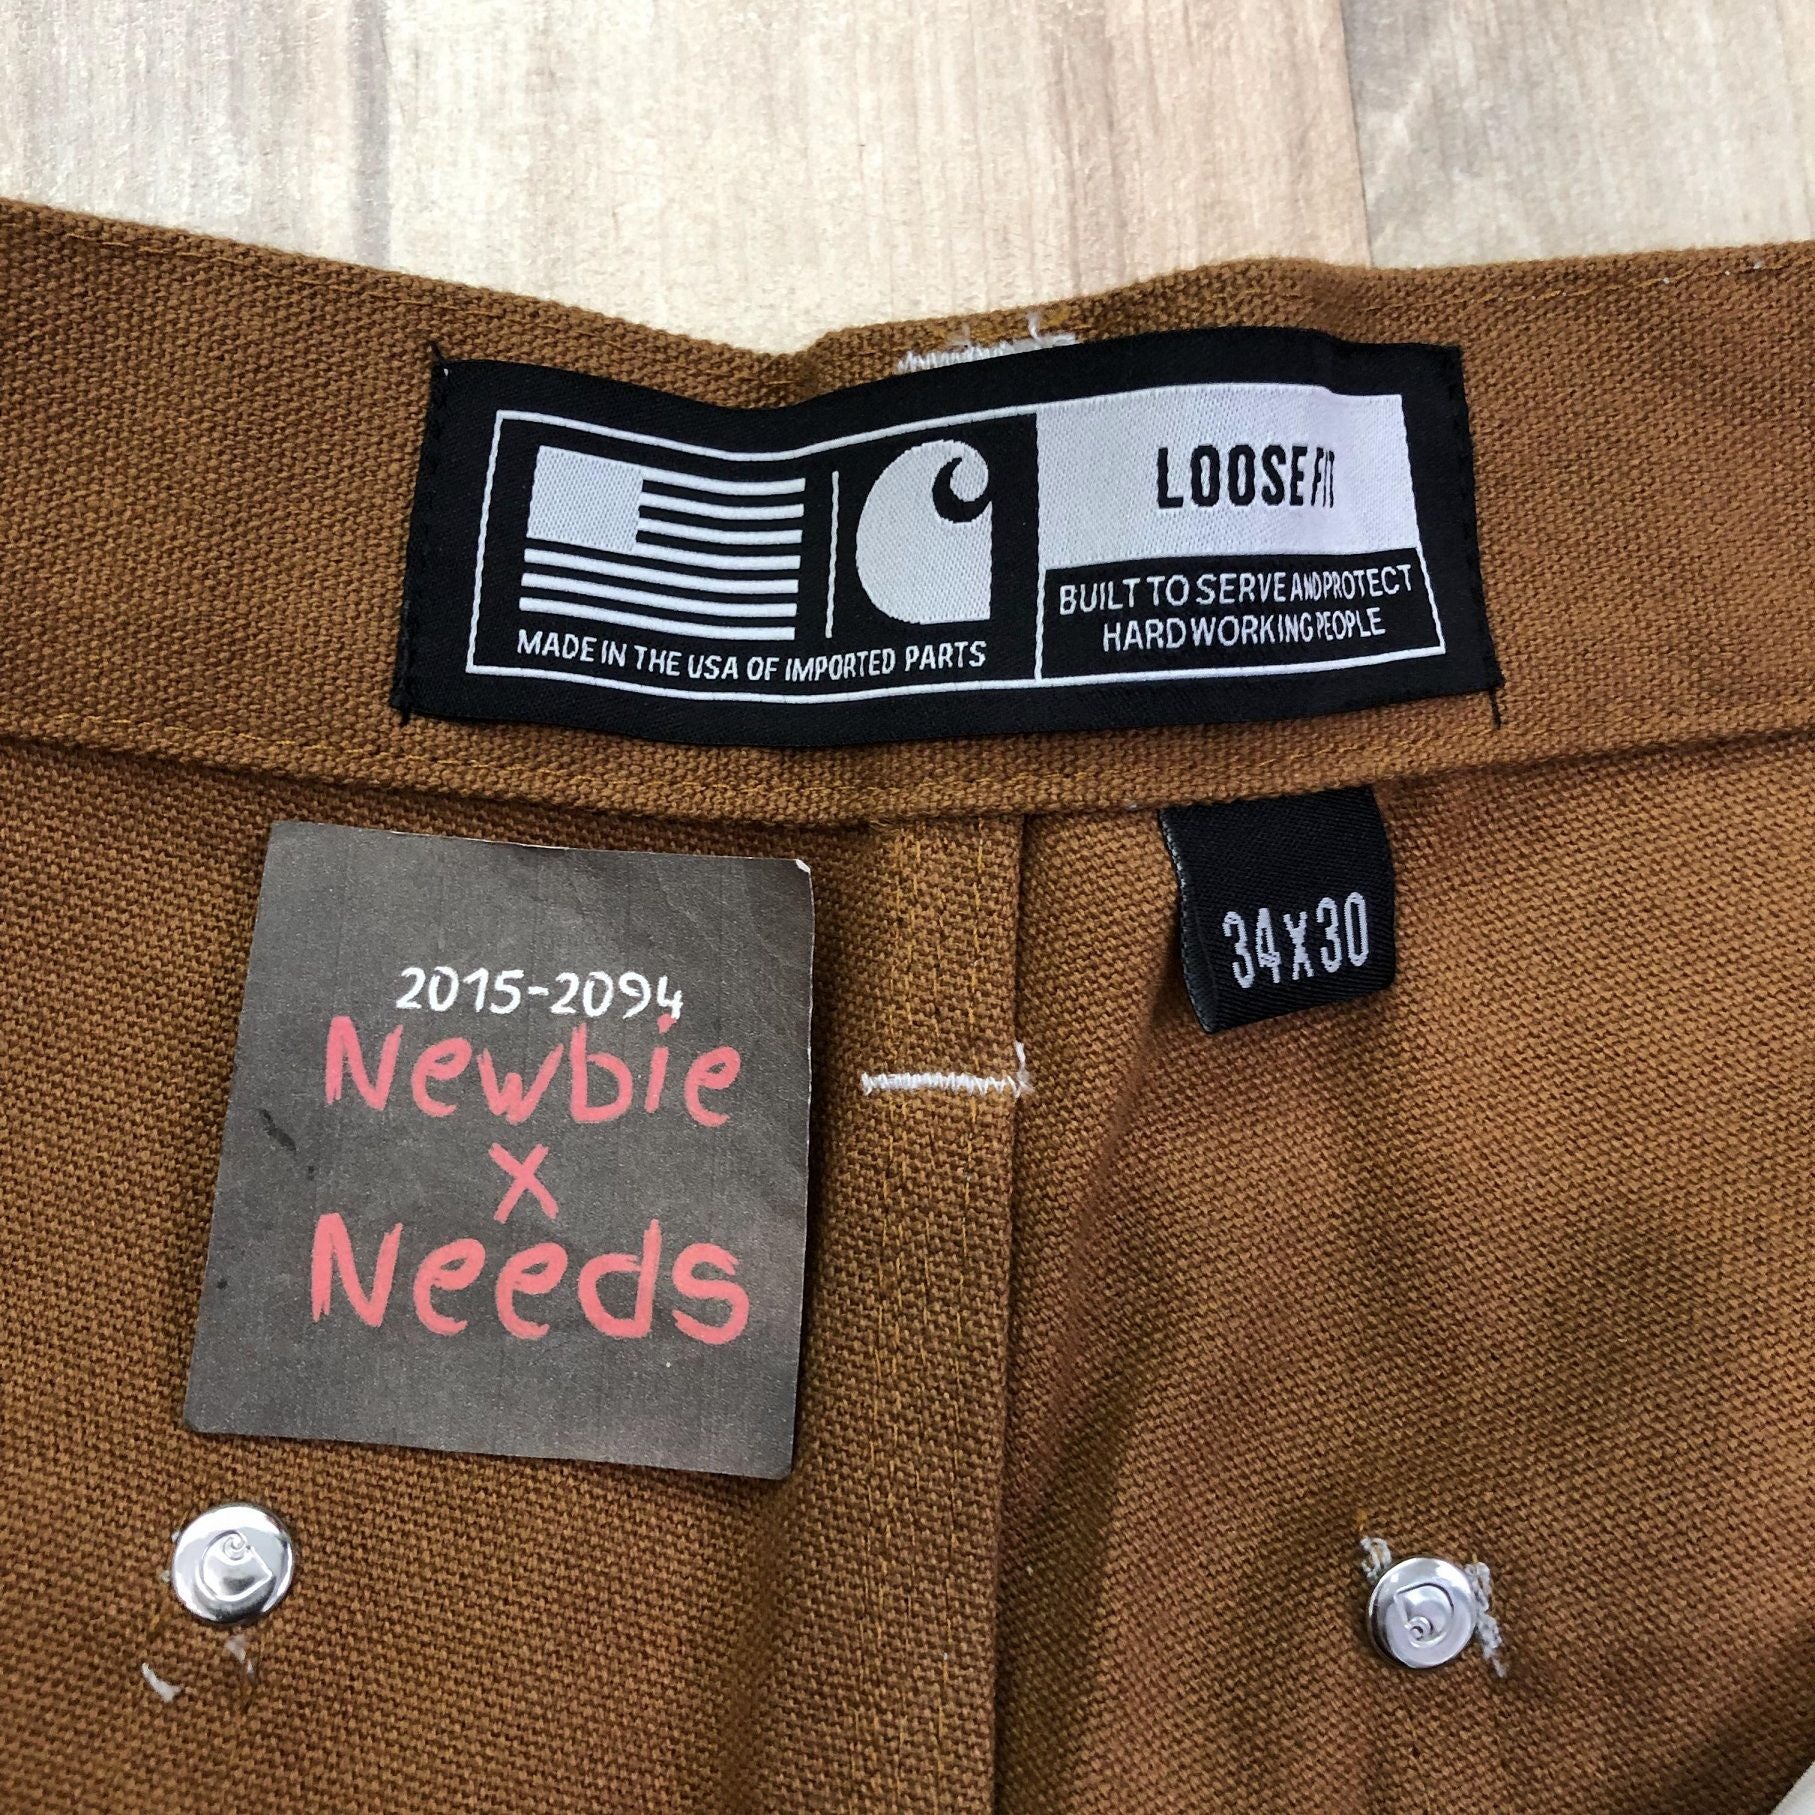 LOOSE FIT
MADE IN THE USA OF IMPORTED PARTS
BUILT TO SERVE AND PROTECT
HARD WORKING PEOPLE
34X30
2015-2094
Newbie
x
Needs